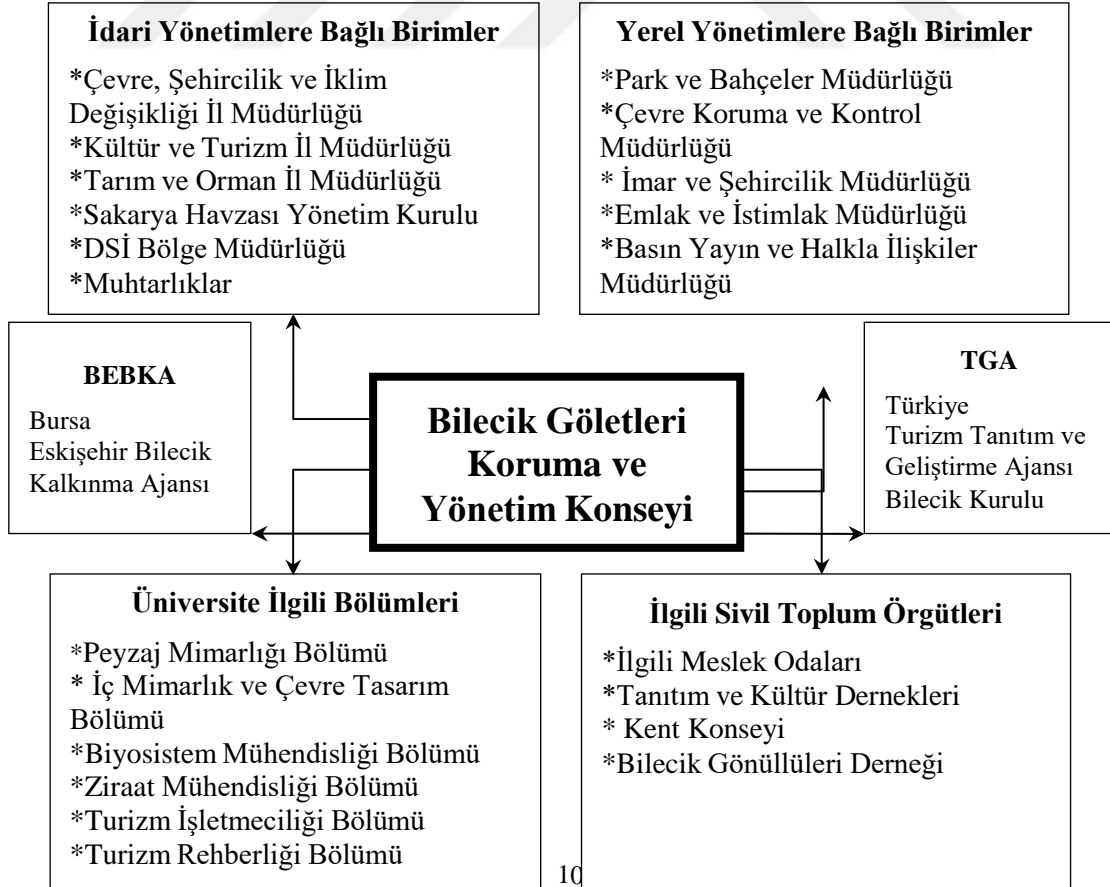 İdari Yönetimlere Bağlı Birimler
*Çevre, Şehircilik ve İklim
Değişikliği İl Müdürlüğü
*Kültür ve Turizm İl Müdürlüğü
*Tarım ve Orman İl Müdürlüğü
*Sakarya Havzası Yönetim Kurulu
*DSİ Bölge Müdürlüğü
*Muhtarlıklar
Yerel Yönetimlere Bağlı Birimler
*Park ve Bahçeler Müdürlüğü
*Çevre Koruma ve Kontrol
Müdürlüğü
* İmar ve Şehircilik Müdürlüğü
*Emlak ve İstimlak Müdürlüğü
*Basın Yayın ve Halkla İlişkiler
Müdürlüğü
BEBKA
Bursa
Eskişehir Bilecik
Kalkınma Ajansı
Bilecik Göletleri
Koruma ve
Yönetim Konseyi
TGA
Türkiye
Turizm Tanıtım ve
Geliştirme Ajansı
Bilecik Kurulu
Üniversite İlgili Bölümleri
*Peyzaj Mimarlığı Bölümü
* İç Mimarlık ve Çevre Tasarım
Bölümü
*Biyosistem Mühendisliği Bölümü
*Ziraat Mühendisliği Bölümü
*Turizm İşletmeciliği Bölümü
*Turizm Rehberliği Bölümü
İlgili Sivil Toplum Örgütleri
*İlgili Meslek Odaları
*Tanıtım ve Kültür Dernekleri
* Kent Konseyi
*Bilecik Gönüllüleri Derneği
10